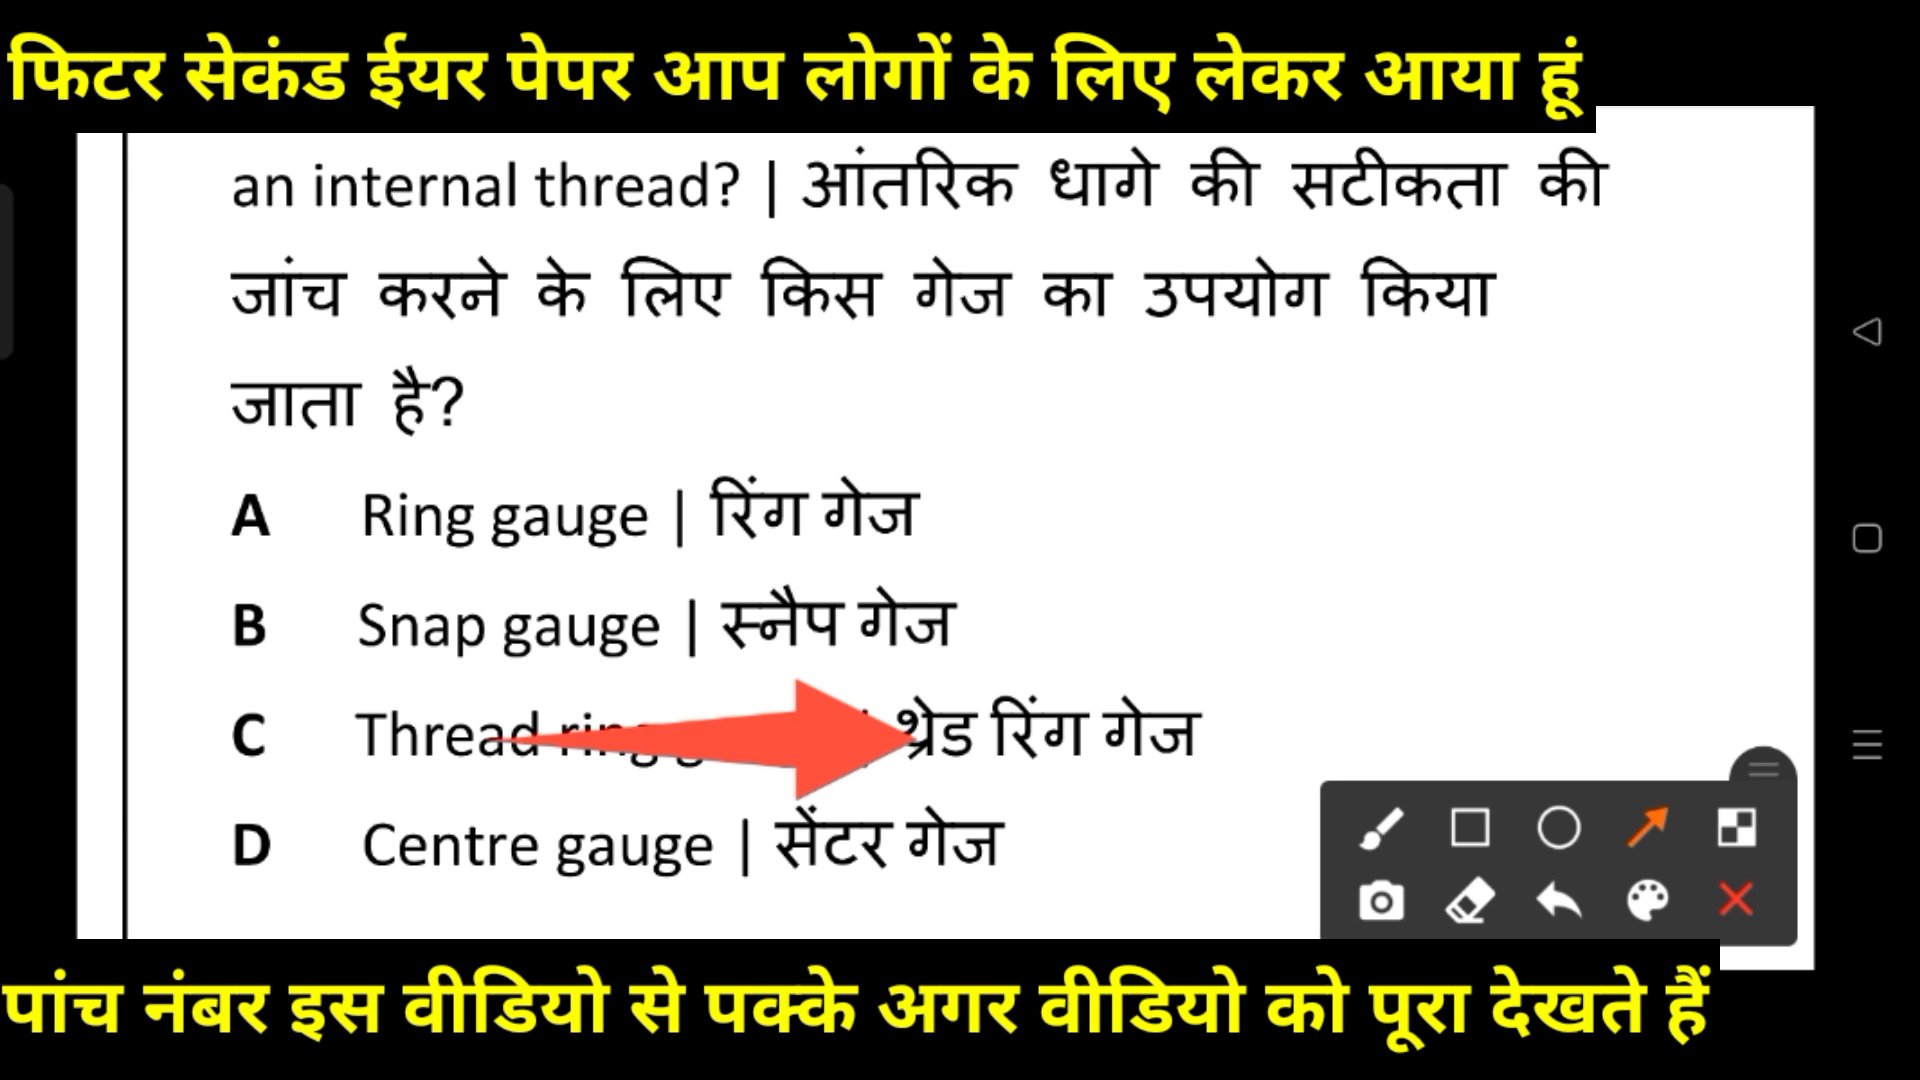 फिटर सेकंड ईयर पेपर आप लोगों के लिए लेकर आया हूं
an internal thread? | आंतरिक धागे की सटीकता की
जांच करने के लिए किस गेज का उपयोग किया
जाता है?
A Ring gauge | रिंग गेज
B Snap gauge | स्नैप गेज
C Thread ring | थ्रेड रिंग गेज
D Centre gauge | सेंटर गेज
पांच नंबर इस वीडियो से पक्के अगर वीडियो को पूरा देखते हैं